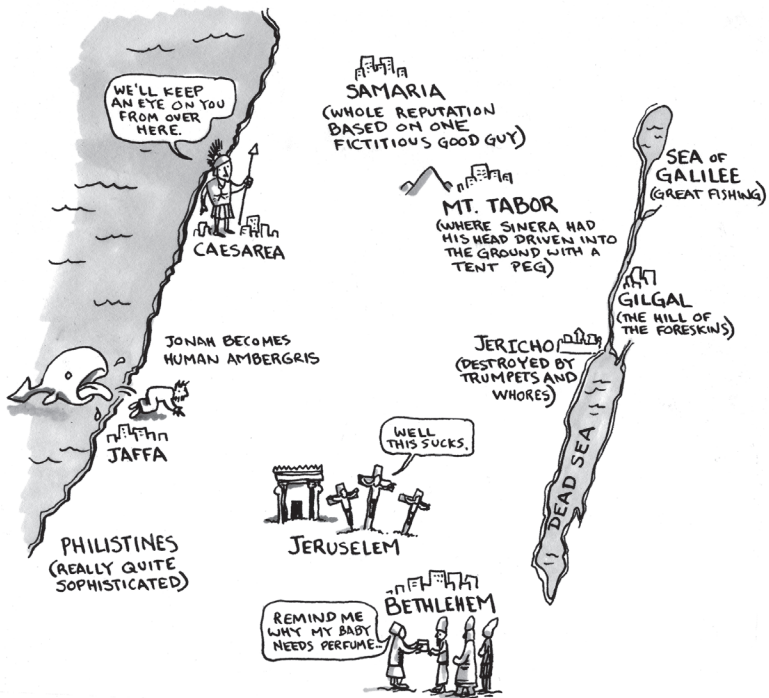 WE'LL KEEP
AN EYE ON YOU
FROM OVER
HERE.
CAESAREA
SAMARIA
(WHOLE REPUTATION
BASED ON ONE
FICTITIOUS GOOD GUY)
MT. TABOR
(WHERE SINERA HAD
HIS HEAD DRIVEN INTO
THE GROUND WITH A
TENT PEG)
SEA OF
GALILEE
(GREAT FISHING)
GILGAL
(THE HILL OF
THE FORESKINS)
JERICHO
(DESTROYED BY
TRUMPETS AND
WHORES)
DEAD SEA
JONAH BECOMES
HUMAN AMBERGRIS
JAFFA
PHILISTINES
(REALLY QUITE
SOPHISTICATED)
WELL
THIS SUCKS.
JERUSELEM
BETHLEHEM
REMIND ME
WHY MY BABY
NEEDS PERFUME...